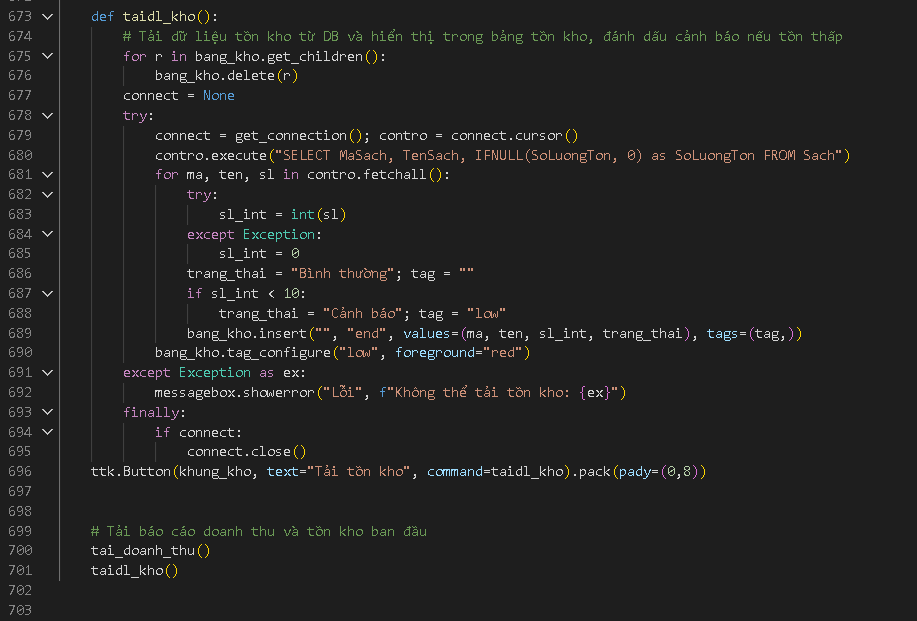 673 def taidl_kho():
674 # Tải dữ liệu tồn kho từ DB và hiển thị trong bảng tồn kho, đánh dấu cảnh báo nếu tồn thấp
675 for r in bang_kho.get_children():
676 bang_kho.delete(r)
677 connect = None
678 try:
679 connect = get_connection(); contro = connect.cursor()
680 contro.execute("SELECT MaSach, TenSach, IFNULL(SoLuongTon, 0) as SoLuongTon FROM Sach")
681 for ma, ten, sl in contro.fetchall():
682 try:
683 sl_int = int(sl)
684 except Exception:
685 sl_int = 0
686 trang_thai = "Bình thường"; tag = ""
687 if sl_int < 10:
688 trang_thai = "Cảnh báo"; tag = "low"
689 bang_kho.insert("", "end", values=(ma, ten, sl_int, trang_thai), tags=(tag,))
690 bang_kho.tag_configure("low", foreground="red")
691 except Exception as ex:
692 messagebox.showerror("Lỗi", f"Không thể tải tồn kho: {ex}")
693 finally:
694 if connect:
695 connect.close()
696 ttk.Button(khung_kho, text="Tải tồn kho", command=taidl_kho).pack(pady=(0,8))
697
698
699 # Tải báo cáo doanh thu và tồn kho ban đầu
700 tai_doanh_thu()
701 taidl_kho()
702
703